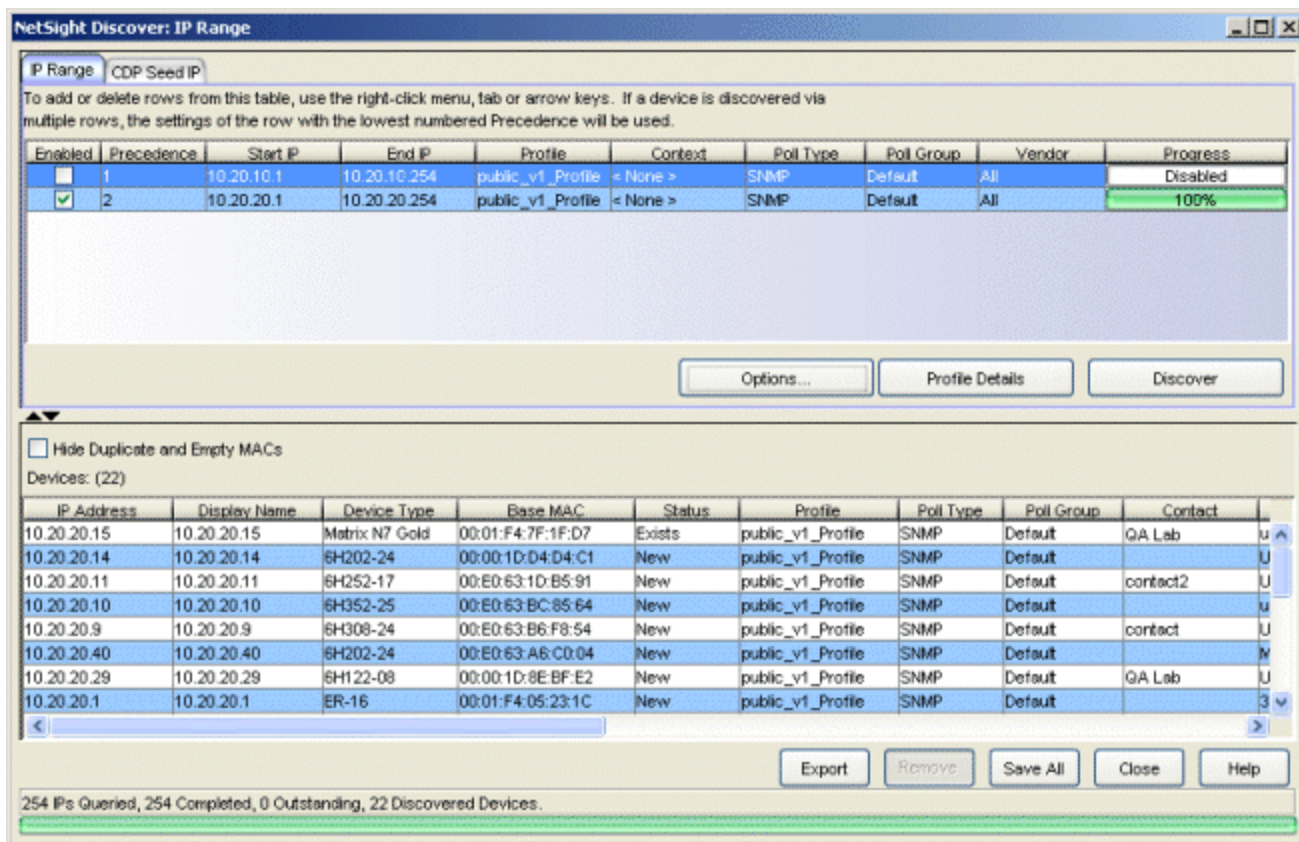 NetSight Discover: IP Range
IP Range CDP Seed IP
To add or delete rows from this table, use the right-click menu, tab or arrow keys. If a device is discovered via
multiple rows, the settings of the row with the lowest numbered Precedence will be used.
Enabled Precedence Start IP End IP Profile Context Poll Type Poll Group Vendor Progress
1 10.20.10.1 10.20.10.254 public_v1_Profile < None > SNMP Default All Disabled
2 10.20.20.1 10.20.20.254 public_v1_Profile < None > SNMP Default All 100%
Options... Profile Details Discover
Hide Duplicate and Empty MACs
Devices: (22)
IP Address Display Name Device Type Base MAC Status Profile Poll Type Poll Group Contact
10.20.20.15 10.20.20.15 Matrix N7 Gold 00:01:F4:7F:1F:D7 Exists public_v1_Profile SNMP Default QA Lab u
10.20.20.14 10.20.20.14 6H202-24 00:00:1D:D4:D4:C1 New public_v1_Profile SNMP Default U
10.20.20.11 10.20.20.11 6H252-17 00:E0:63:1D:B5:91 New public_v1_Profile SNMP Default contact2 U
10.20.20.10 10.20.20.10 6H352-25 00:E0:63:BC:85:64 New public_v1_Profile SNMP Default u
10.20.20.9 10.20.20.9 6H308-24 00:E0:63:B6:F8:54 New public_v1_Profile SNMP Default contact U
10.20.20.40 10.20.20.40 6H202-24 00:E0:63:A6:C0:04 New public_v1_Profile SNMP Default M
10.20.20.29 10.20.20.29 6H122-08 00:00:1D:8E:BF:E2 New public_v1_Profile SNMP Default QA Lab U
10.20.20.1 10.20.20.1 ER-16 00:01:F4:05:23:1C New public_v1_Profile SNMP Default 3
Export Remove Save All Close Help
254 IPs Queried, 254 Completed, 0 Outstanding, 22 Discovered Devices.